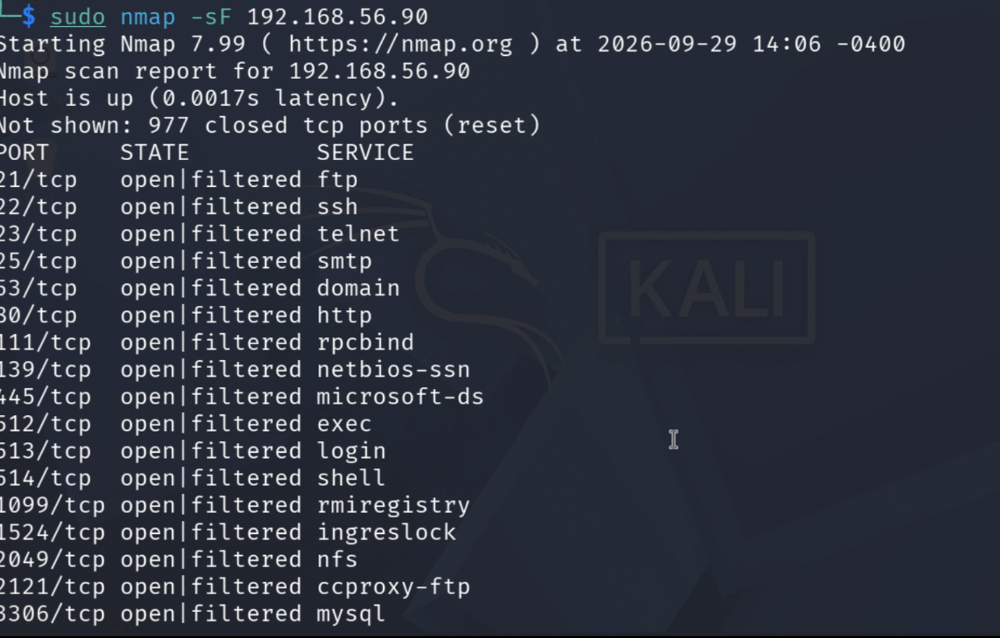 └─$ sudo nmap -sF 192.168.56.90
Starting Nmap 7.99 ( https://nmap.org ) at 2026-09-29 14:06 -0400
Nmap scan report for 192.168.56.90
Host is up (0.0017s latency).
Not shown: 977 closed tcp ports (reset)
PORT     STATE         SERVICE
21/tcp   open|filtered ftp
22/tcp   open|filtered ssh
23/tcp   open|filtered telnet
25/tcp   open|filtered smtp
53/tcp   open|filtered domain
80/tcp   open|filtered http
111/tcp  open|filtered rpcbind
139/tcp  open|filtered netbios-ssn
445/tcp  open|filtered microsoft-ds
512/tcp  open|filtered exec
513/tcp  open|filtered login
514/tcp  open|filtered shell
1099/tcp open|filtered rmiregistry
1524/tcp open|filtered ingreslock
2049/tcp open|filtered nfs
2121/tcp open|filtered ccproxy-ftp
3306/tcp open|filtered mysql
KALI